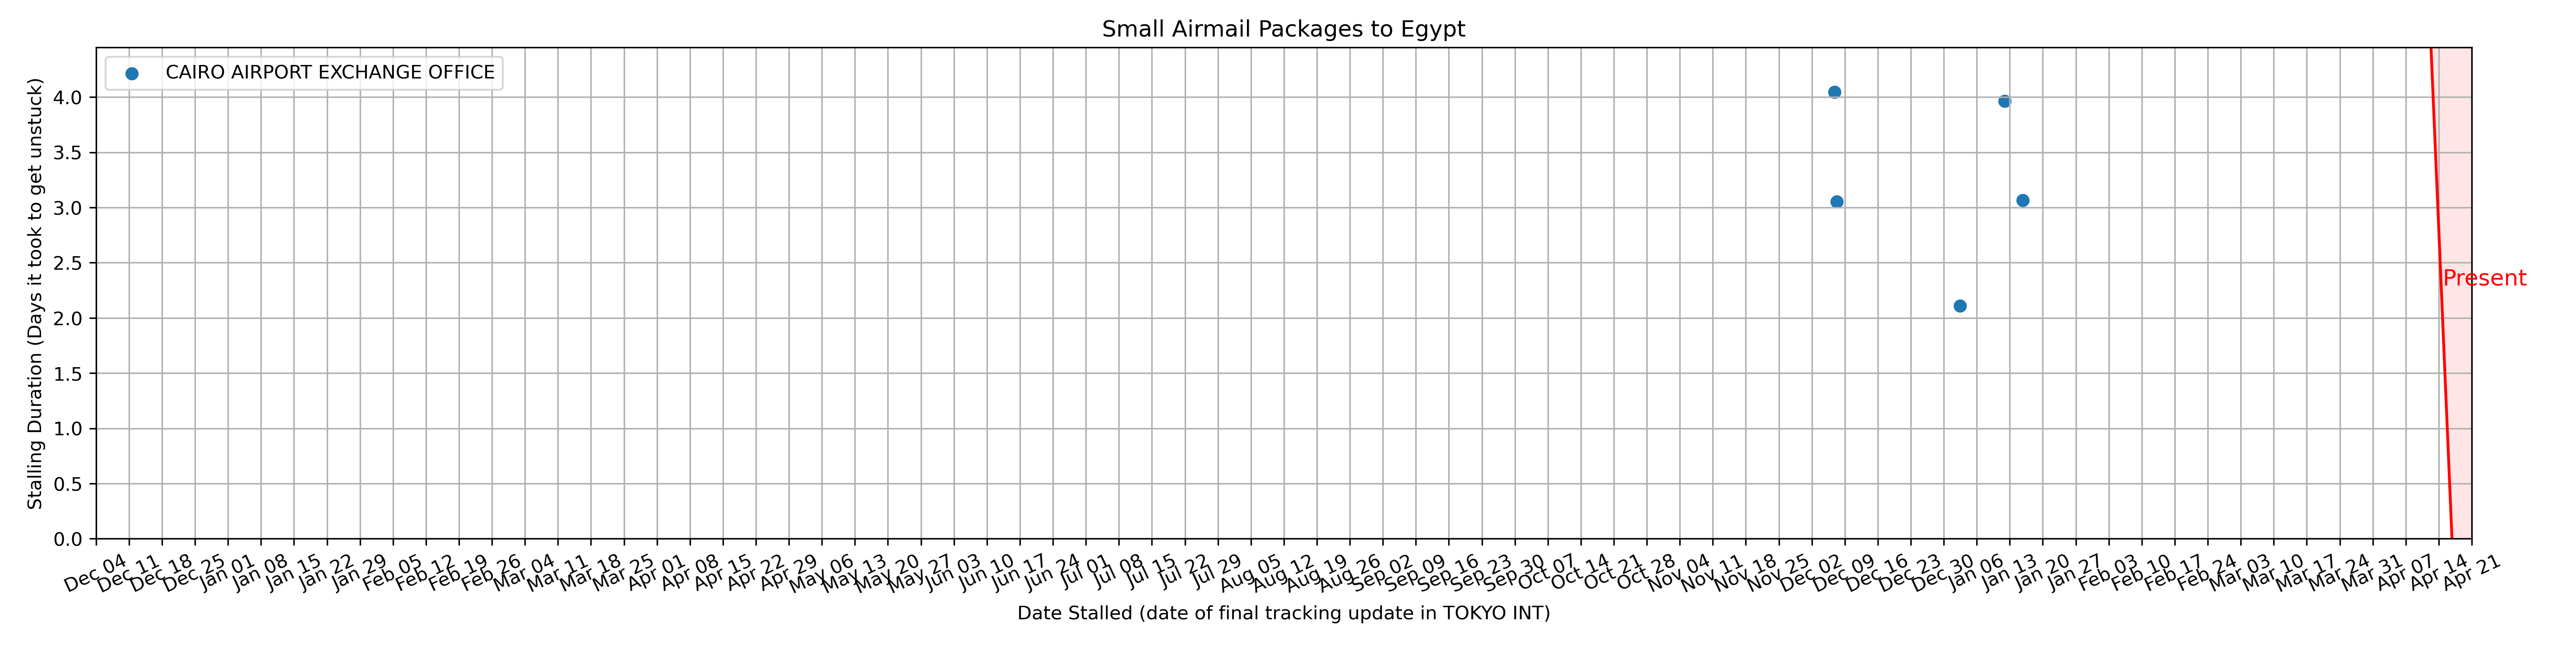 Small Airmail Packages to Egypt
CAIRO AIRPORT EXCHANGE OFFICE
Stalling Duration (Days it took to get unstuck)
4.0
3.5
3.0
2.5
2.0
1.5
1.0
0.5
0.0
Present
Dec 04 Dec 11 Dec 18 Dec 25 Jan 01 Jan 08 Jan 15 Jan 22 Jan 29 Feb 05 Feb 12 Feb 19 Feb 26 Mar 04 Mar 11 Mar 18 Mar 25 Apr 01 Apr 08 Apr 15 Apr 22 Apr 29 May 06 May 13 May 20 May 27 Jun 03 Jun 10 Jun 17 Jun 24 Jul 01 Jul 08 Jul 15 Jul 22 Jul 29 Aug 05 Aug 12 Aug 19 Aug 26 Sep 02 Sep 09 Sep 16 Sep 23 Sep 30 Oct 07 Oct 14 Oct 21 Oct 28 Nov 04 Nov 11 Nov 18 Nov 25 Dec 02 Dec 09 Dec 16 Dec 23 Dec 30 Jan 06 Jan 13 Jan 20 Jan 27 Feb 03 Feb 10 Feb 17 Feb 24 Mar 03 Mar 10 Mar 17 Mar 24 Mar 31 Apr 07 Apr 14 Apr 21
Date Stalled (date of final tracking update in TOKYO INT)